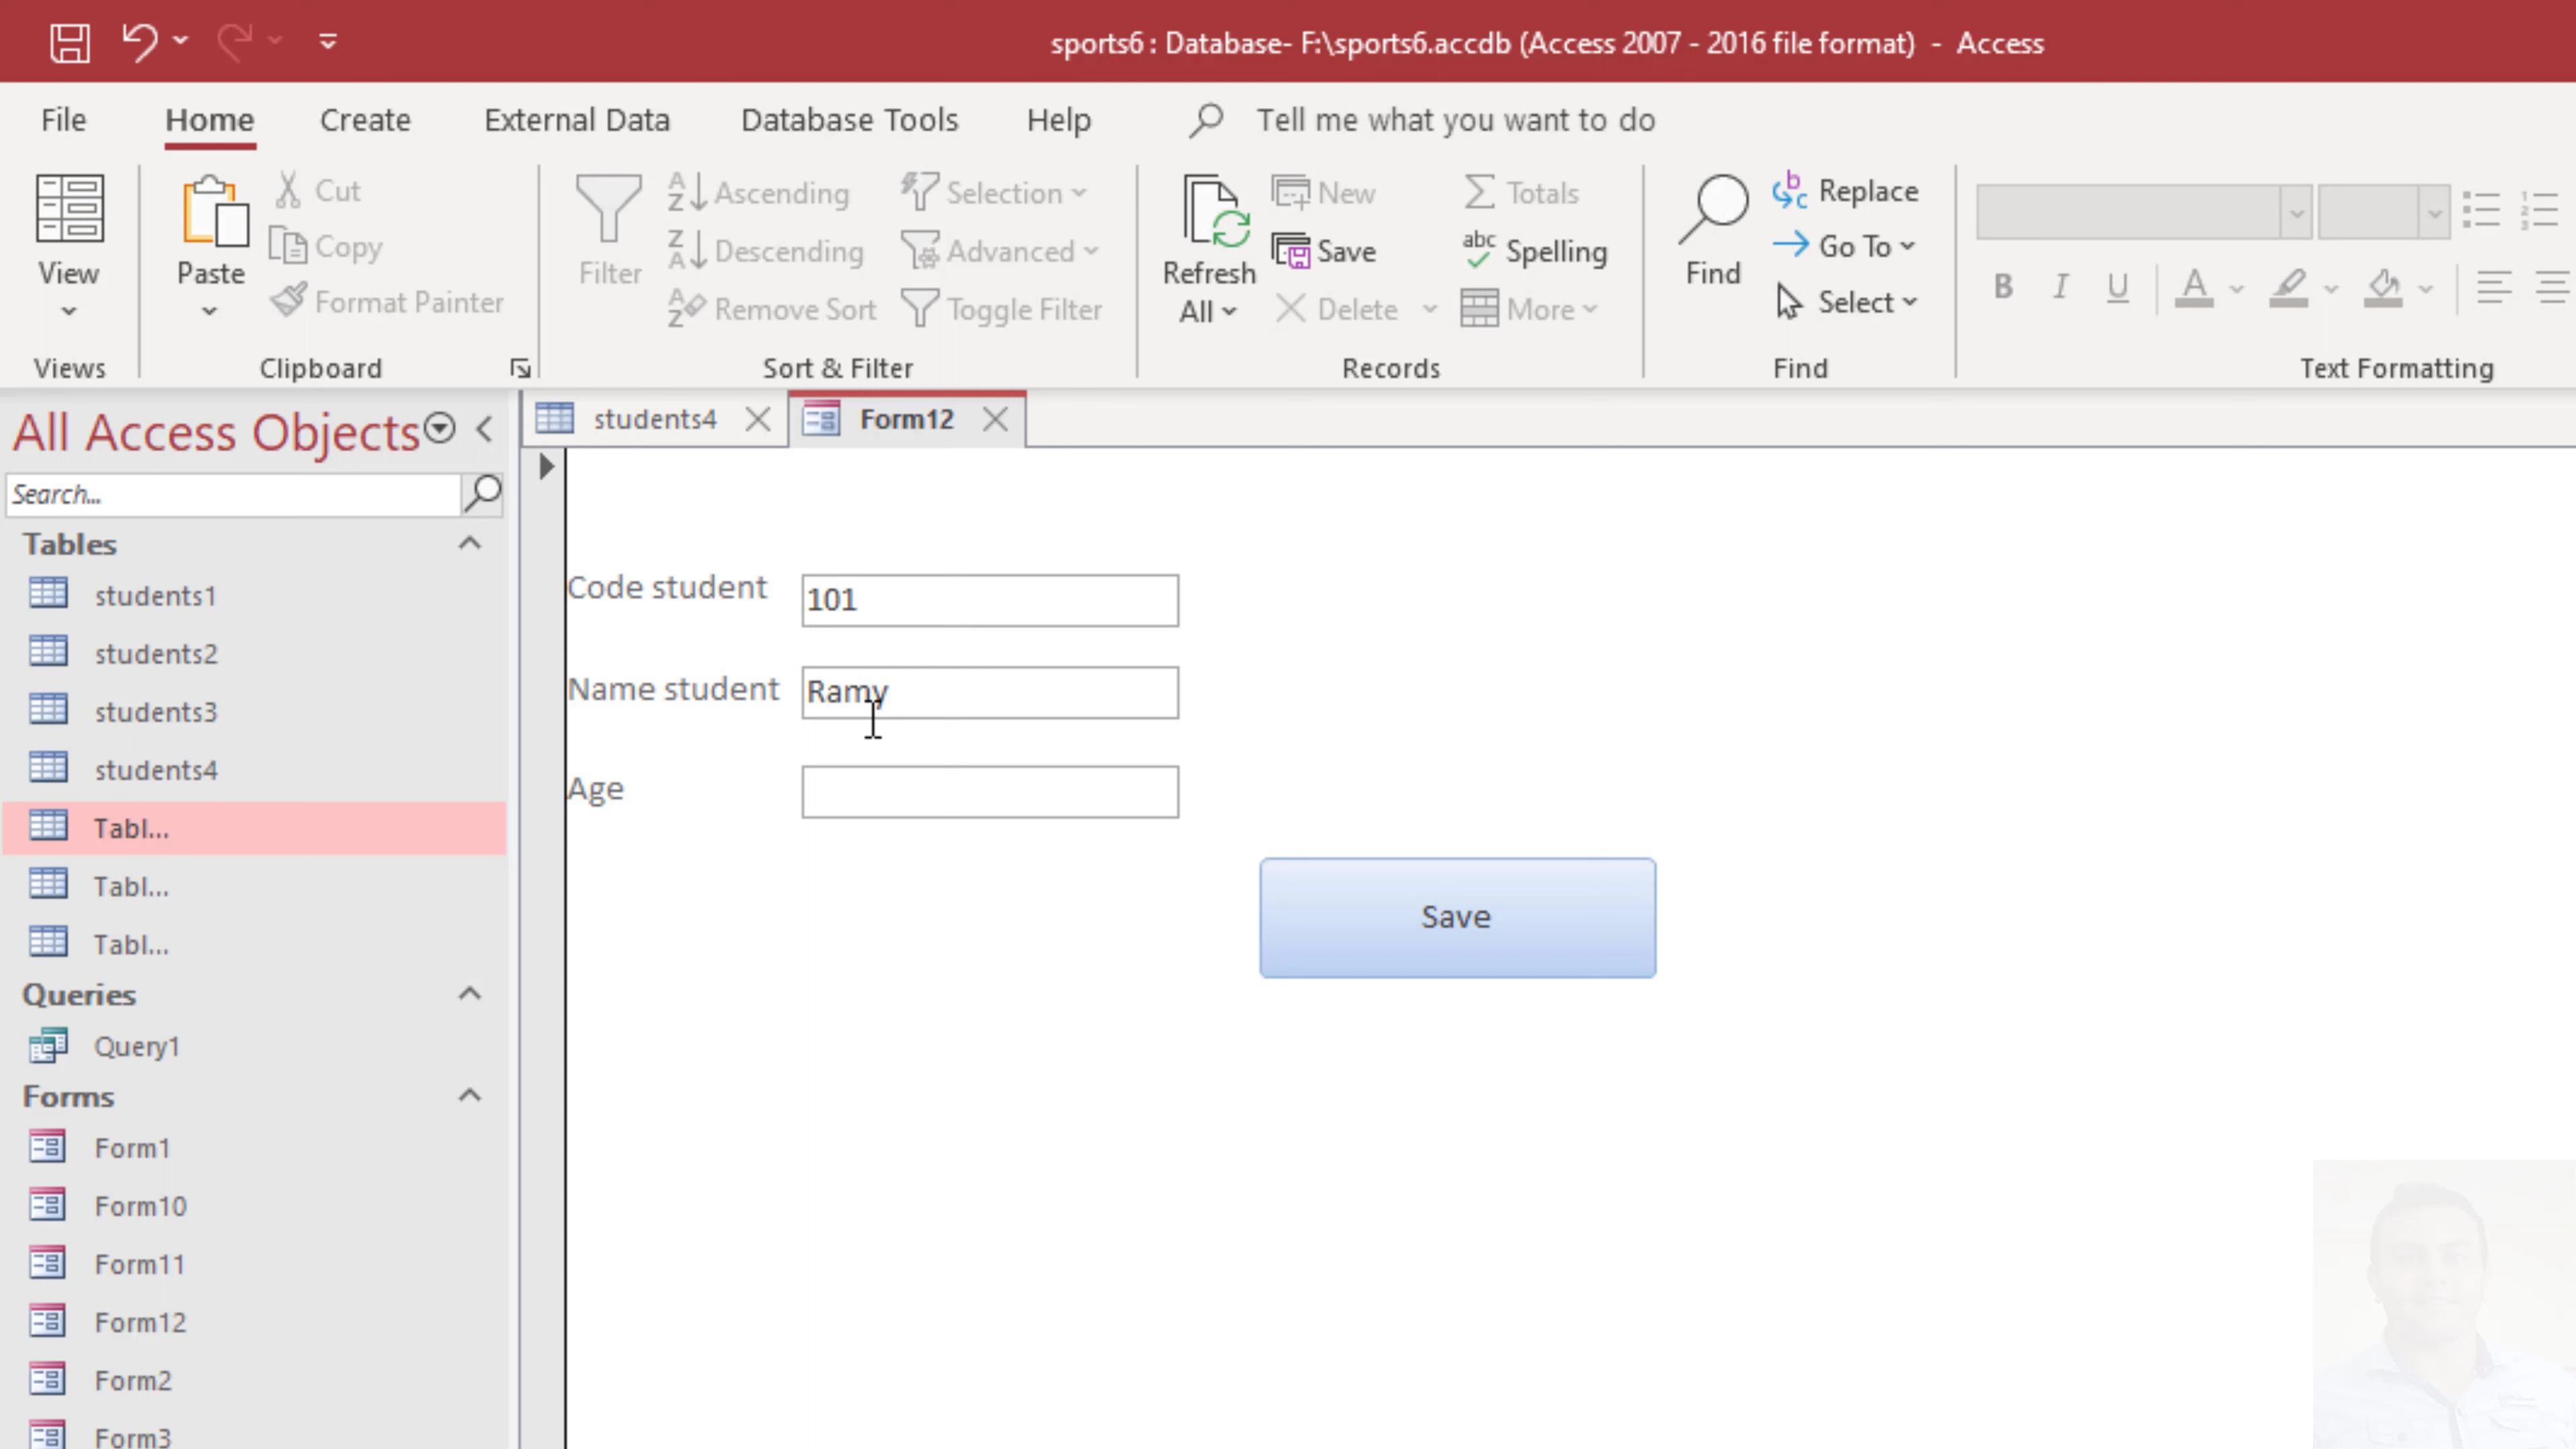 sports6 : Database- F:\sports6.accdb (Access 2007 - 2016 file format) - Access
File Home Create External Data Database Tools Help Tell me what you want to do
View
Views
Paste
Cut
Copy
Format Painter
Clipboard
Filter
Ascending
Descending
Remove Sort
Selection
Advanced
Toggle Filter
Sort & Filter
Refresh
All
New
Save
Delete
Totals
Spelling
More
Records
Find
Replace
Go To
Select
Find
B I U A
Text Formatting
All Access Objects
Search...
Tables
students1
students2
students3
students4
Tabl...
Tabl...
Tabl...
Queries
Query1
Forms
Form1
Form10
Form11
Form12
Form2
Form3
students4 Form12
Code student 101
Name student Ramy
Age
Save